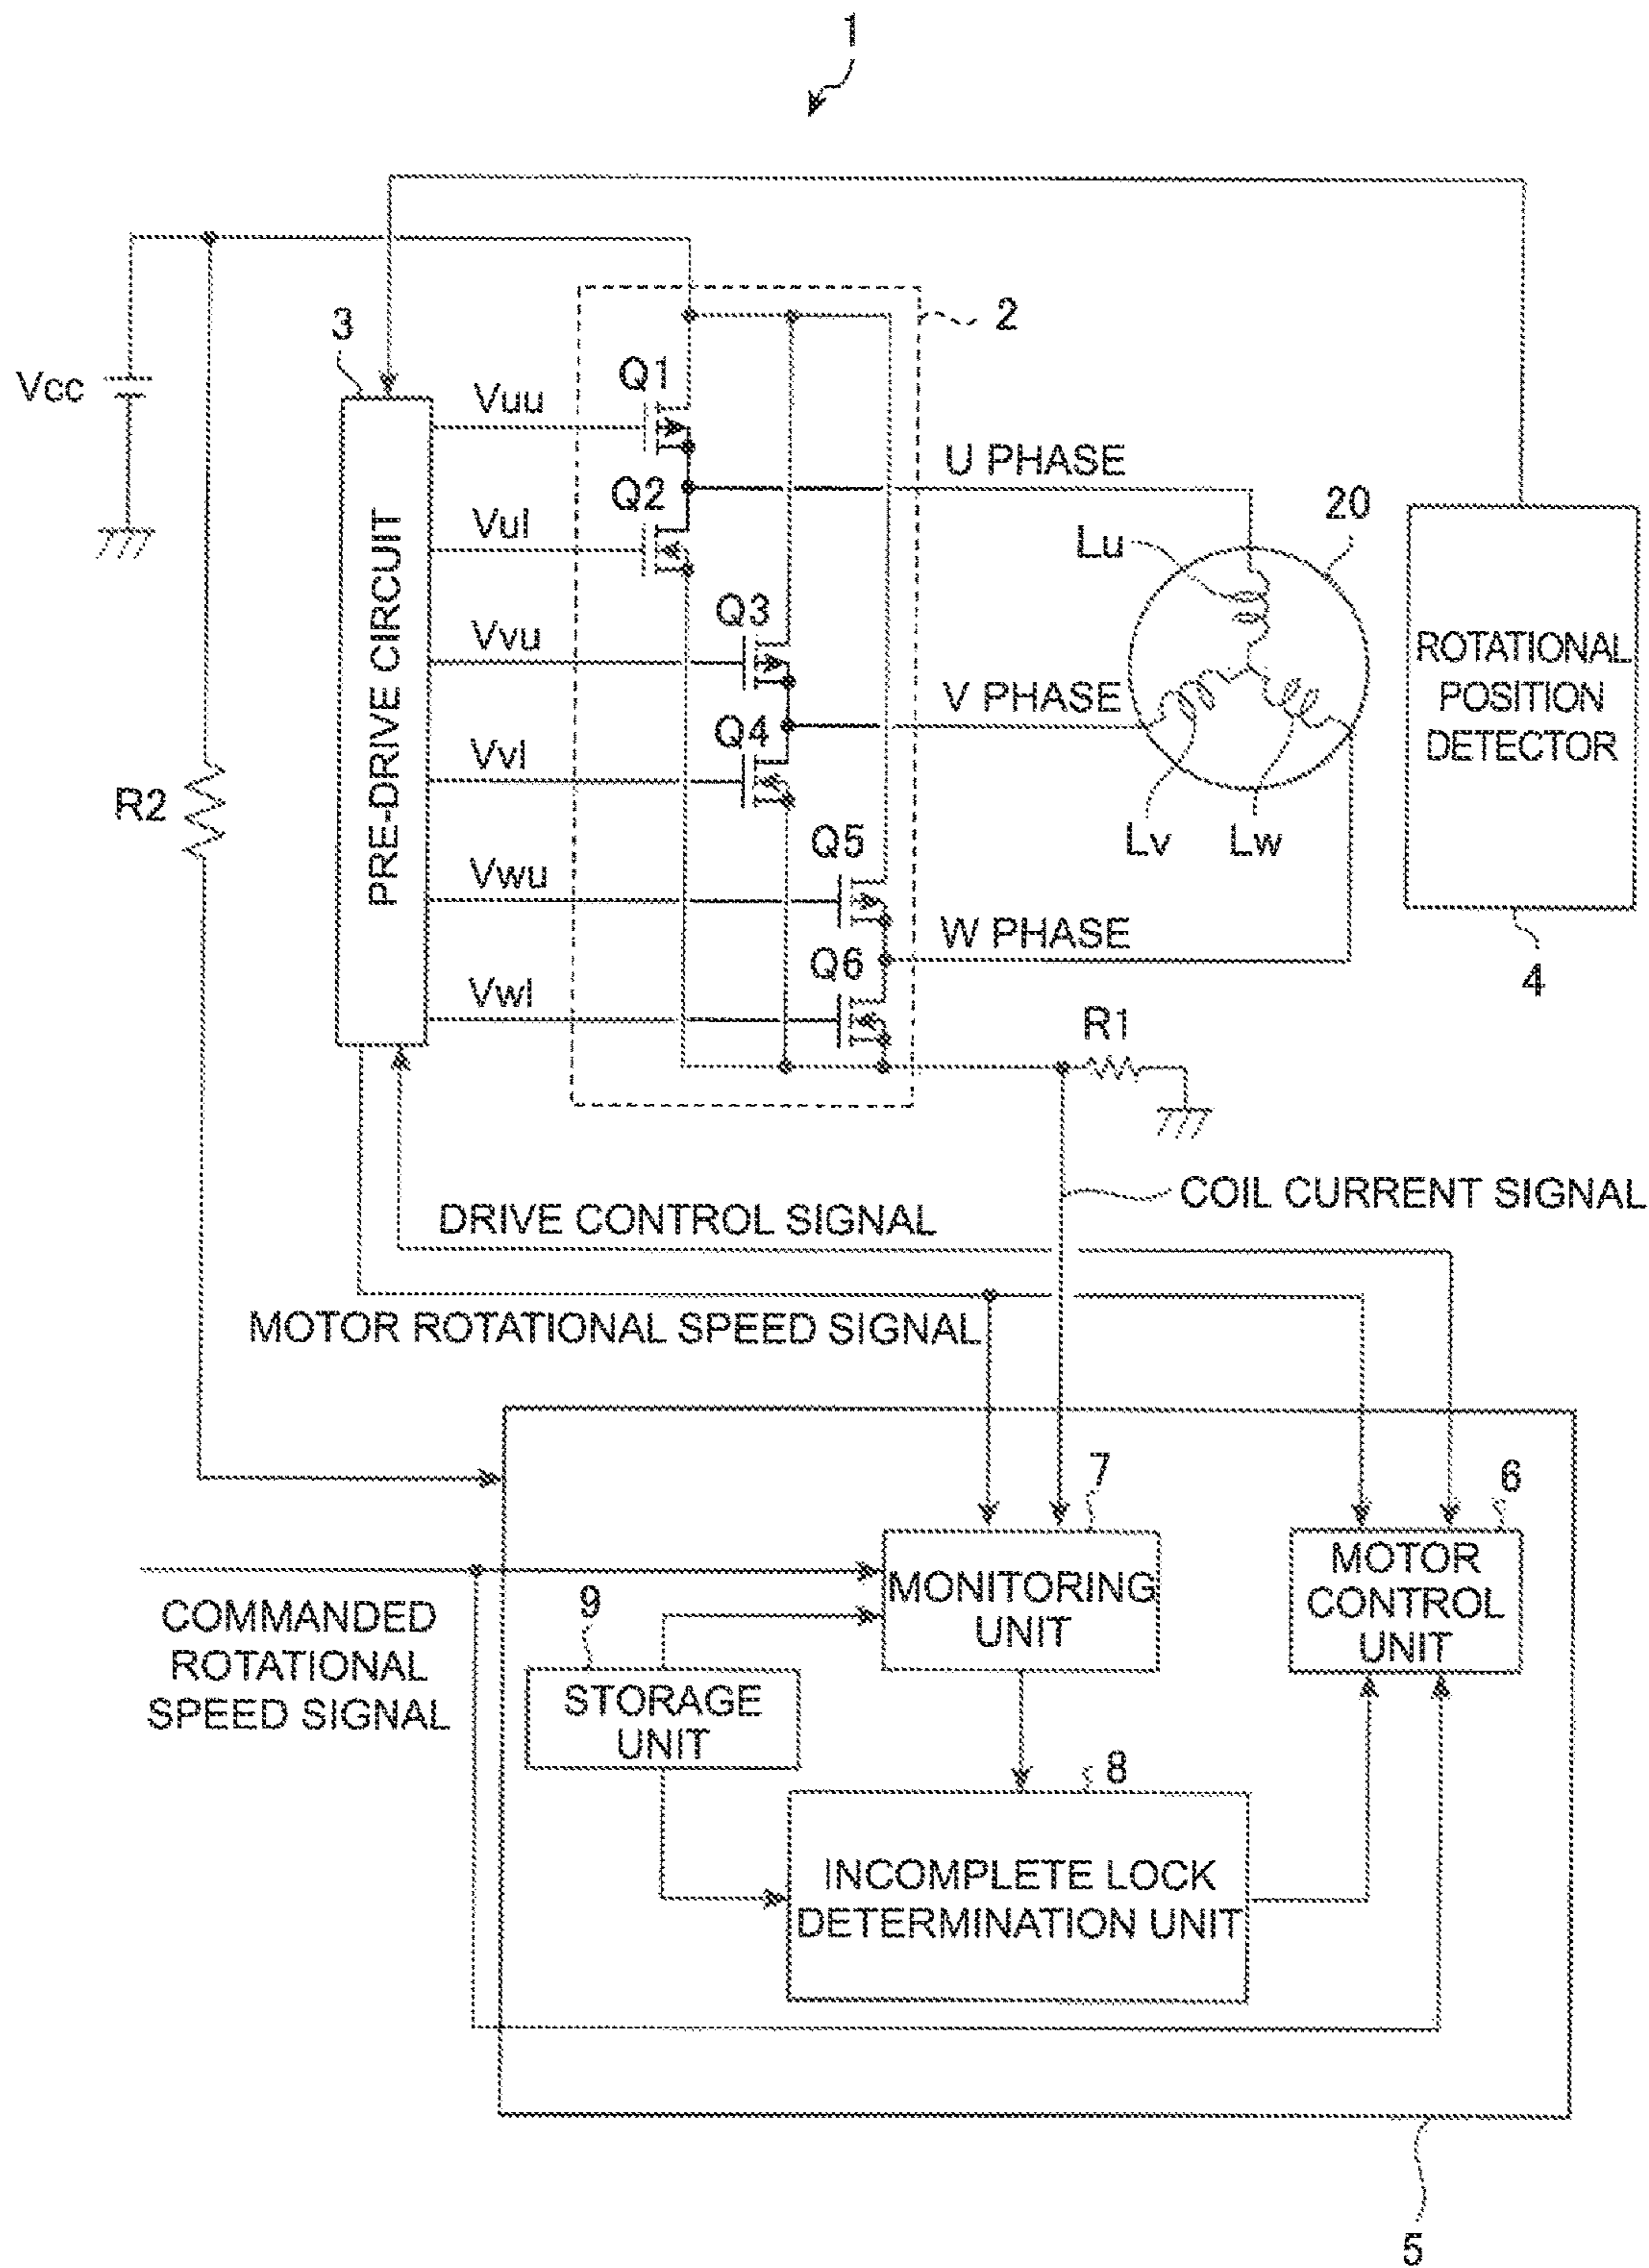 1
2
3
Vcc
Q1
Vuu
U PHASE
Q2
20
Vul
Lu
PRE-DRIVE CIRCUIT
Q3
Vvu
ROTATIONAL
POSITION
DETECTOR
V PHASE
Q4
Vvl
R2
Q5
Lv
Lw
Vwu
W PHASE
Q6
4
Vwl
R1
COIL CURRENT SIGNAL
DRIVE CONTROL SIGNAL
MOTOR ROTATIONAL SPEED SIGNAL
7
6
MOTOR
CONTROL
UNIT
MONITORING
UNIT
9
COMMANDED
ROTATIONAL
SPEED SIGNAL
STORAGE
UNIT
8
INCOMPLETE LOCK
DETERMINATION UNIT
5